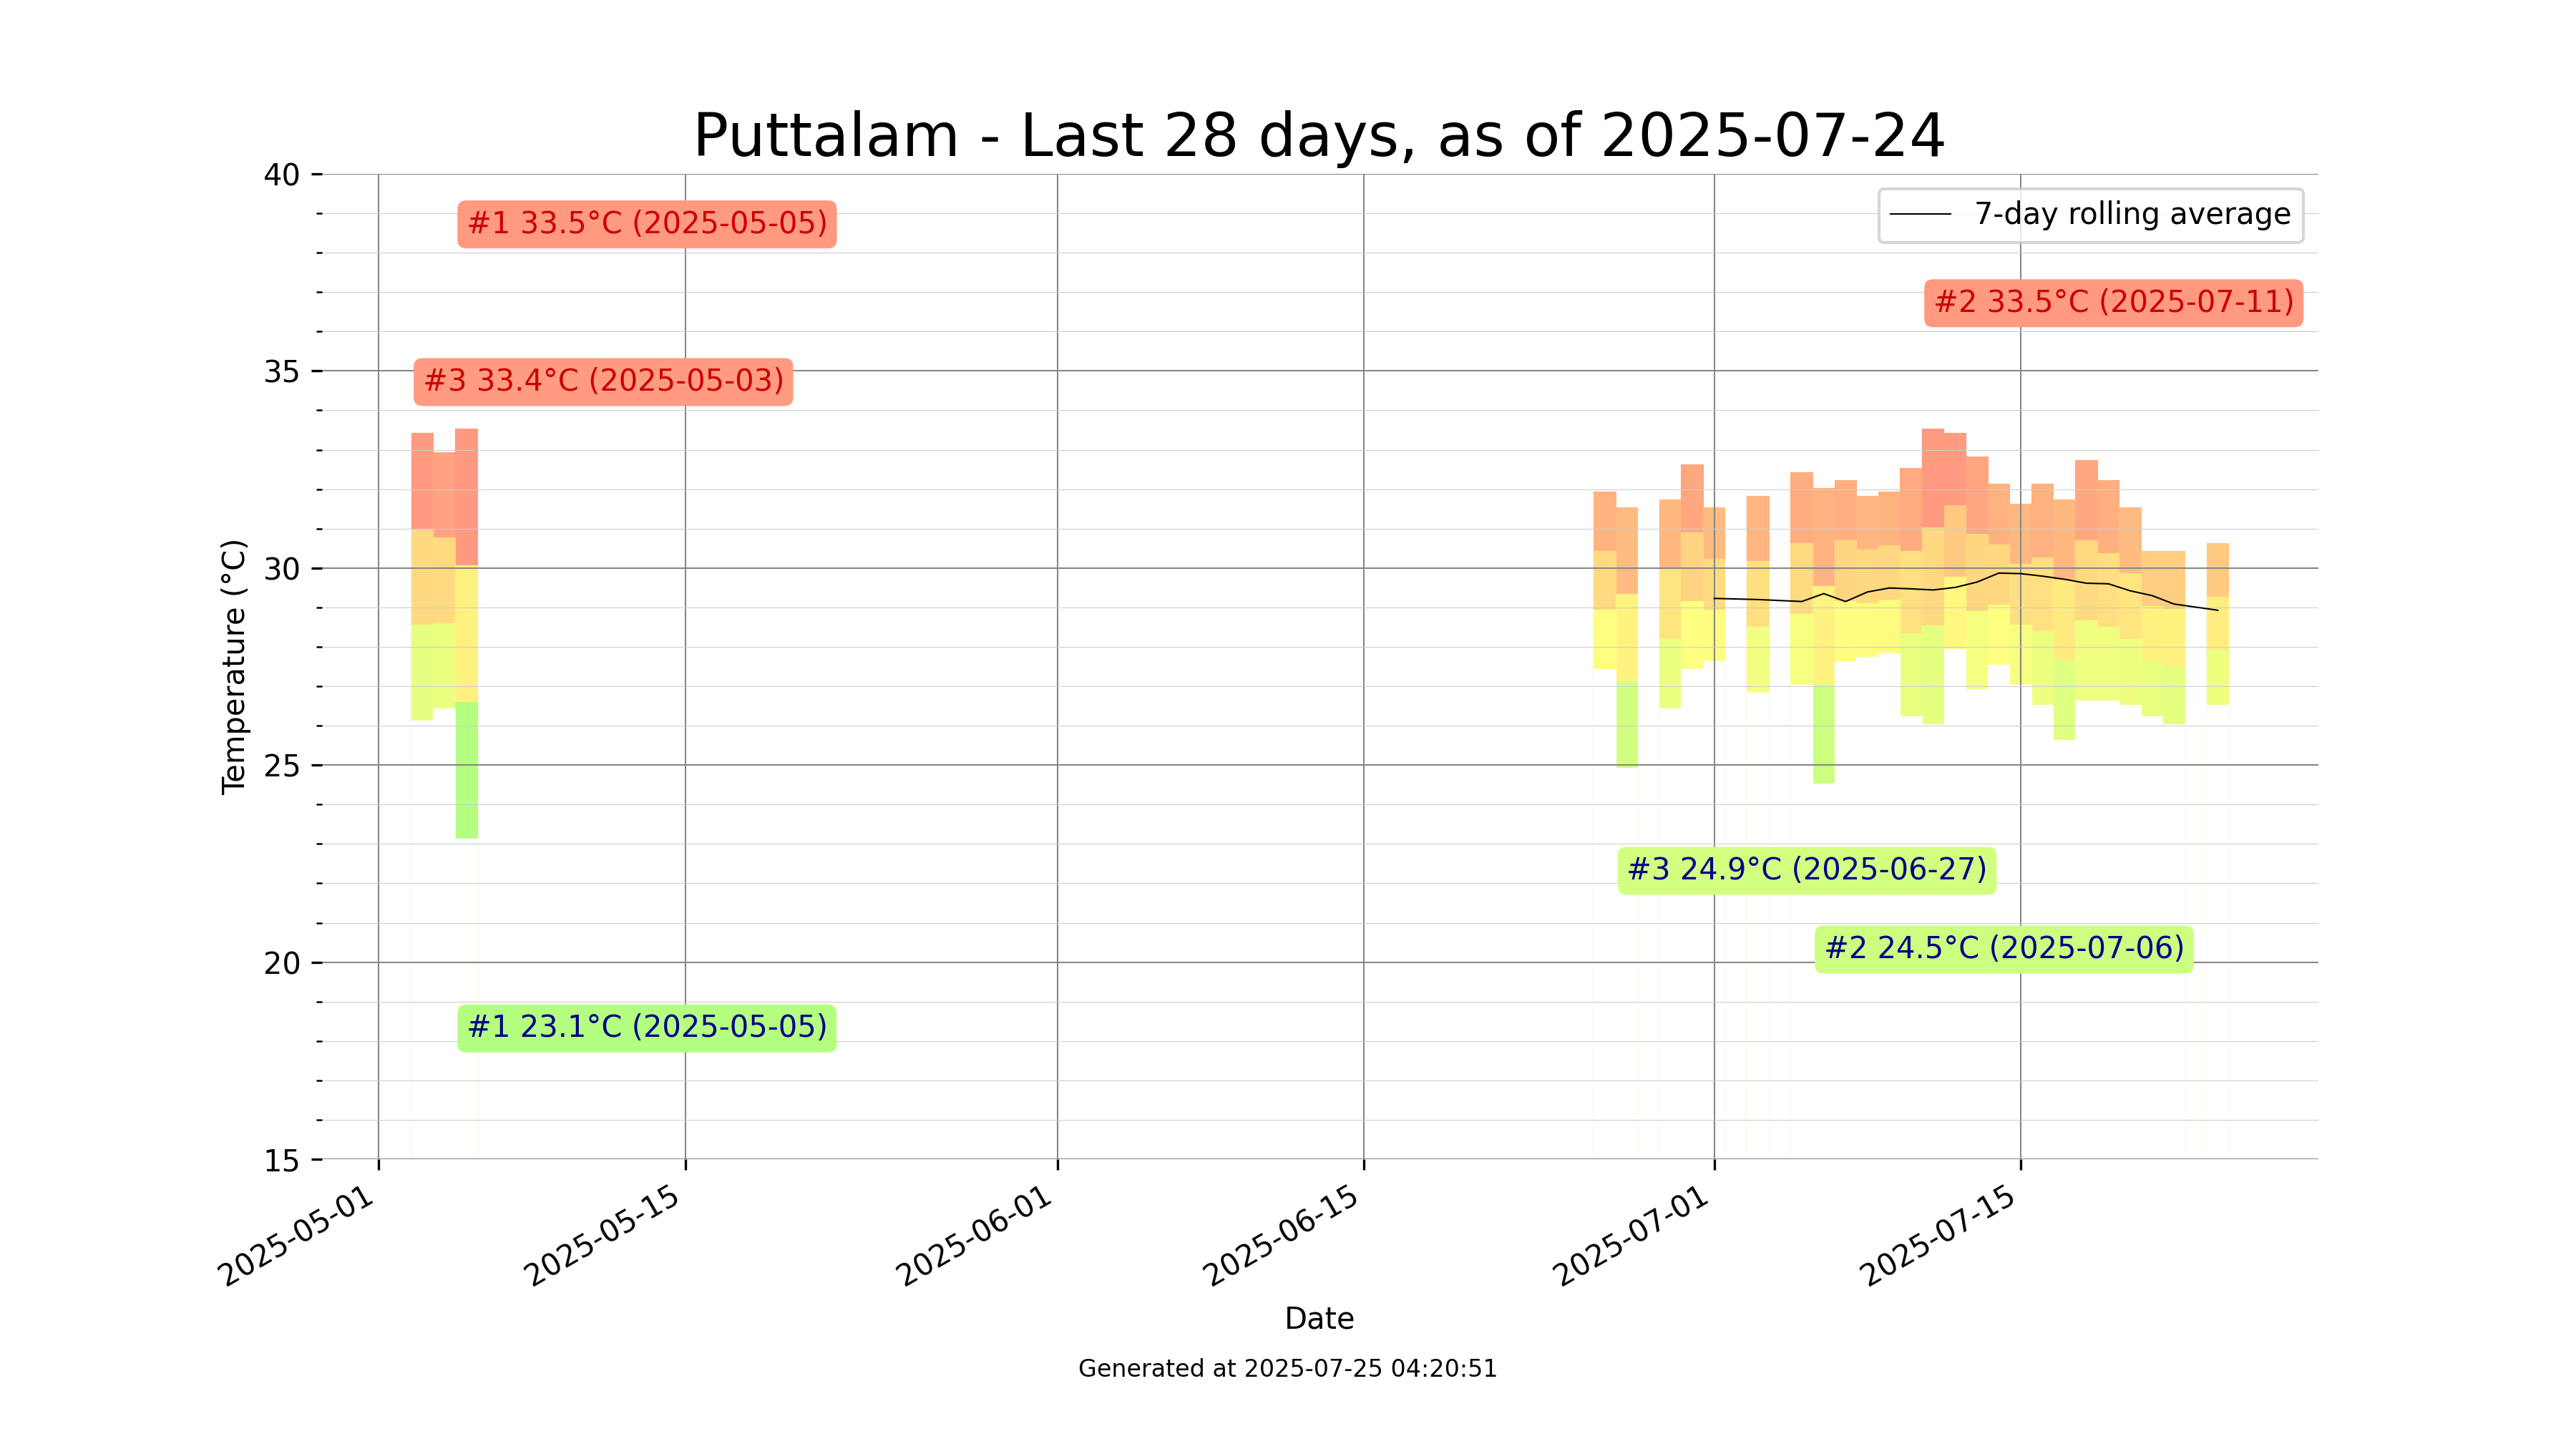 Puttalam - Last 28 days, as of 2025-07-24
40
#1 33.5°C (2025-05-05)
7-day rolling average
#2 33.5°C (2025-07-11)
35
#3 33.4°C (2025-05-03)
30
Temperature (°C)
25
#3 24.9°C (2025-06-27)
20
#2 24.5°C (2025-07-06)
#1 23.1°C (2025-05-05)
15
2025-05-01
2025-05-15
2025-06-01
2025-06-15
2025-07-01
2025-07-15
Date
Generated at 2025-07-25 04:20:51